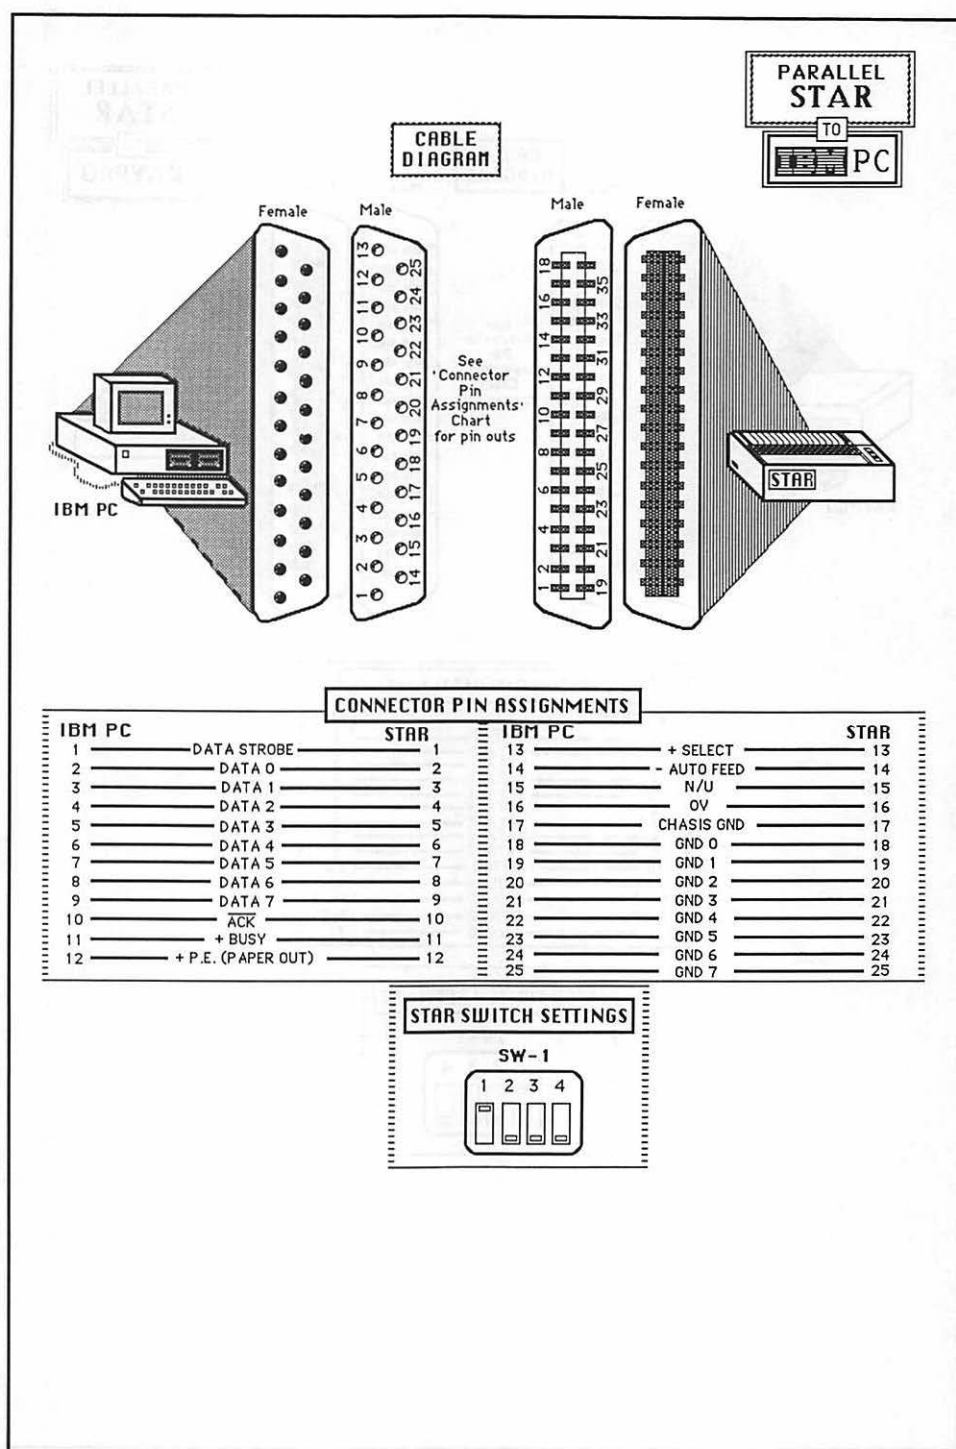 PARALLEL
STAR
TO
IBM PC
CABLE
DIAGRAM
Female
Male
Male
Female
13
12
11
10
9
8
7
6
5
4
3
2
1
25
24
23
22
21
20
19
18
17
16
15
14
See
'Connector
Pin
Assignments'
Chart
for pin outs
18
16
14
12
10
8
6
4
2
1
35
33
31
29
27
25
23
21
19
IBM PC
STAR
CONNECTOR PIN ASSIGNMENTS
IBM PC STAR
1 DATA STROBE 1
2 DATA 0 2
3 DATA 1 3
4 DATA 2 4
5 DATA 3 5
6 DATA 4 6
7 DATA 5 7
8 DATA 6 8
9 DATA 7 9
10 ACK 10
11 + BUSY 11
12 + P.E. (PAPER OUT) 12
IBM PC STAR
13 + SELECT 13
14 - AUTO FEED 14
15 N/U 15
16 0V 16
17 CHASIS GND 17
18 GND 0 18
19 GND 1 19
20 GND 2 20
21 GND 3 21
22 GND 4 22
23 GND 5 23
24 GND 6 24
25 GND 7 25
STAR SWITCH SETTINGS
SW-1
1 2 3 4